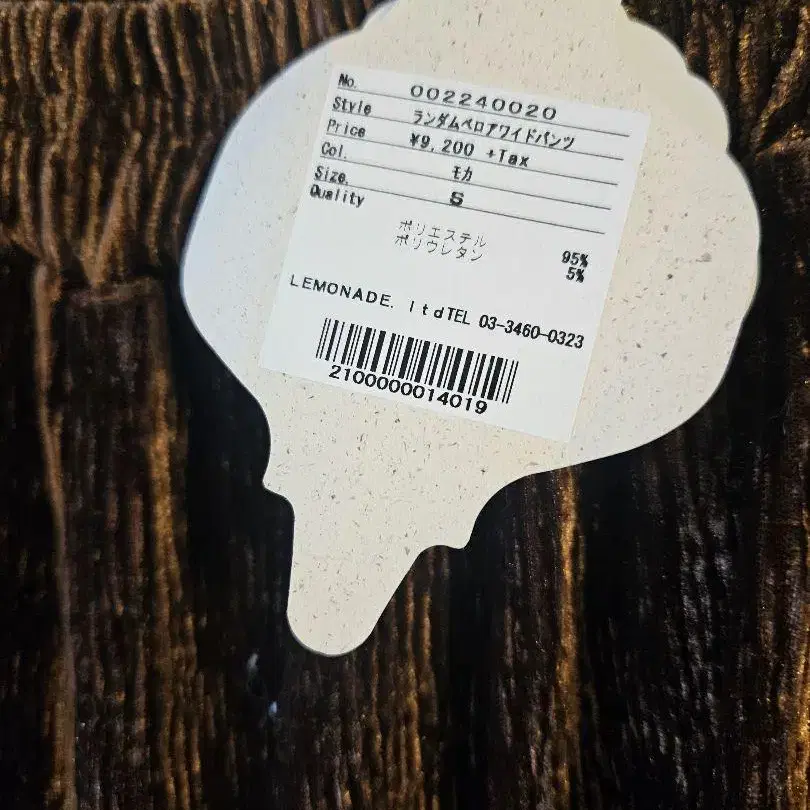 No. 002240020
Style ランダムベロアワイドパンツ
Price ¥9,200 +Tax
Col. モカ
Size. S
Quality
ポリエステル 95%
ポリウレタン 5%
LEMONADE. ltd TEL 03-3460-0323
2100000014019